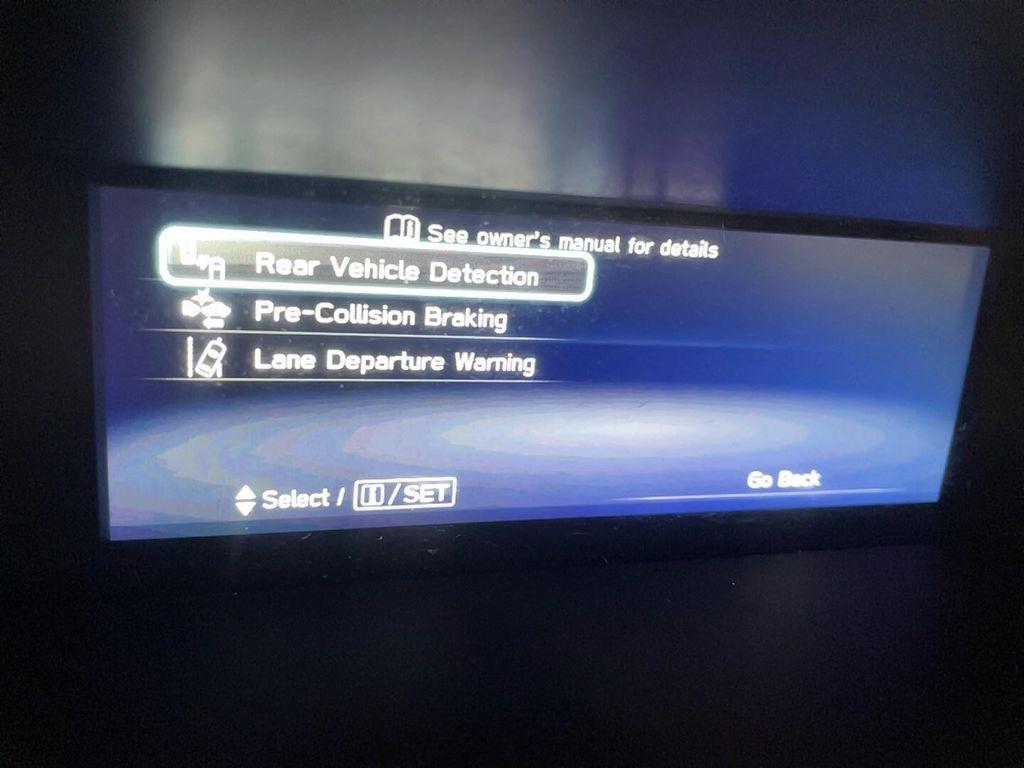 See owner's manual for details
Rear Vehicle Detection
Pre-Collision Braking
Lane Departure Warning
Select / i/SET
Go Back